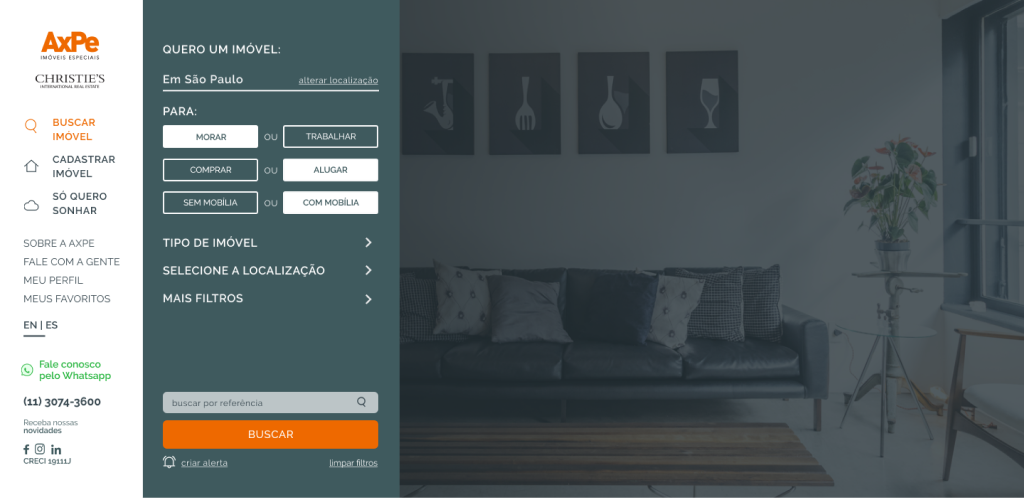 AxPe
IMÓVEIS ESPECIAIS
CHRISTIE'S
INTERNATIONAL REAL ESTATE
BUSCAR
IMÓVEL
CADASTRAR
IMÓVEL
SÓ QUERO
SONHAR
SOBRE A AXPE
FALE COM A GENTE
MEU PERFIL
MEUS FAVORITOS
EN | ES
Fale conosco
pelo Whatsapp
(11) 3074-3600
Receba nossas
novidades
CRECI 19111J
QUERO UM IMÓVEL:
Em São Paulo alterar localização
PARA:
MORAR OU TRABALHAR
COMPRAR OU ALUGAR
SEM MOBÍLIA OU COM MOBÍLIA
TIPO DE IMÓVEL
SELECIONE A LOCALIZAÇÃO
MAIS FILTROS
buscar por referência
BUSCAR
criar alerta limpar filtros